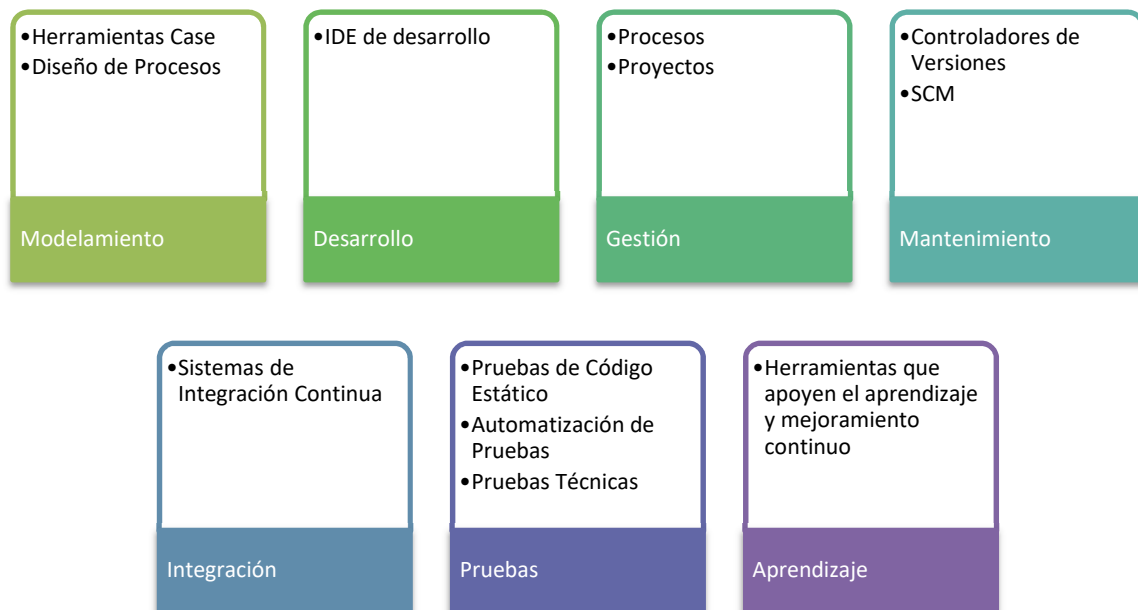 •Herramientas Case
•Diseño de Procesos
Modelamiento
•IDE de desarrollo
Desarrollo
•Procesos
•Proyectos
Gestión
•Controladores de
Versiones
•SCM
Mantenimiento
•Sistemas de
Integración Continua
Integración
•Pruebas de Código
Estático
•Automatización de
Pruebas
•Pruebas Técnicas
Pruebas
•Herramientas que
apoyen el aprendizaje
y mejoramiento
continuo
Aprendizaje